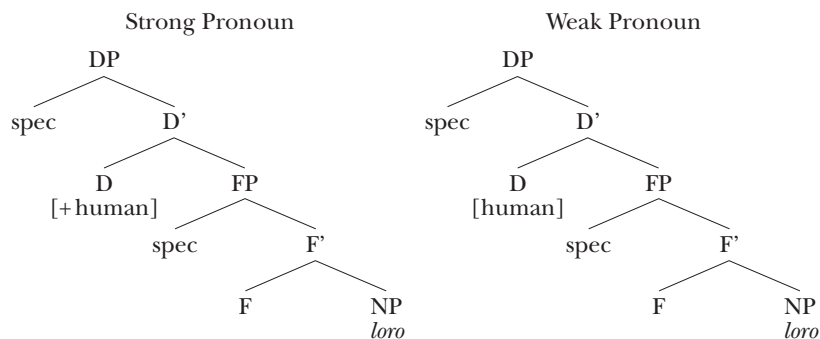 Strong Pronoun Weak Pronoun
DP DP
spec D’ spec D’
D FP D FP
[+human] [human]
spec F’ spec F’
F NP F NP
loro loro